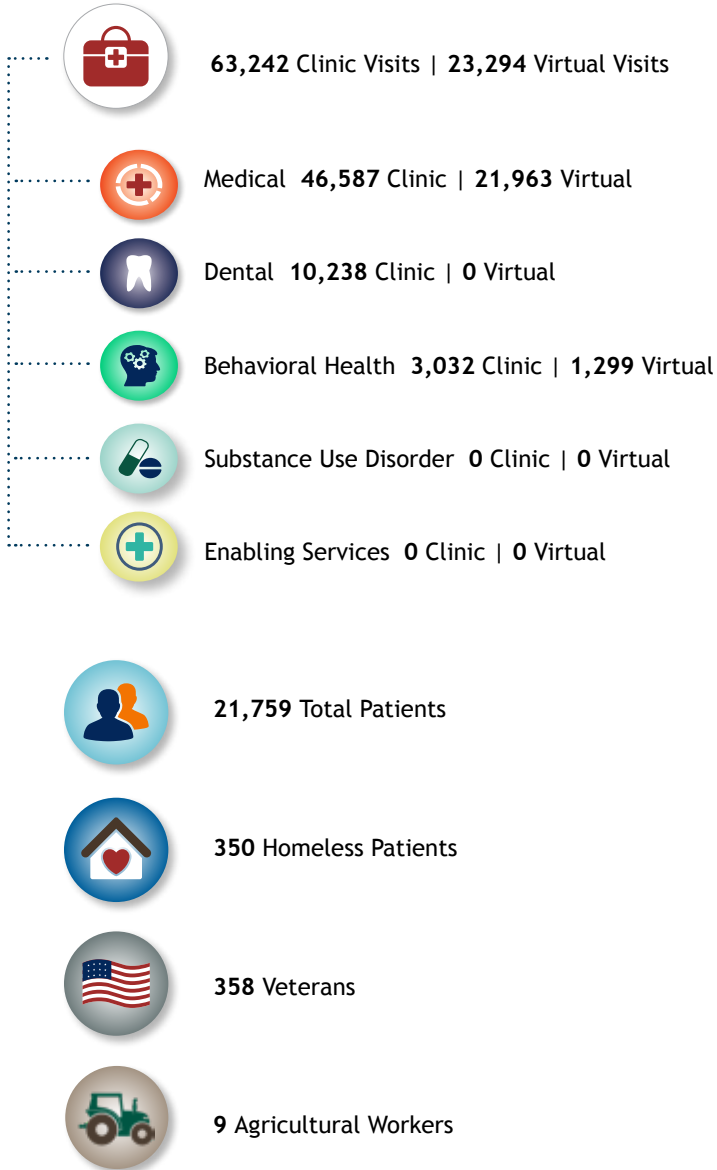 63,242 Clinic Visits | 23,294 Virtual Visits
Medical 46,587 Clinic | 21,963 Virtual
Dental 10,238 Clinic | 0 Virtual
Behavioral Health 3,032 Clinic | 1,299 Virtual
Substance Use Disorder 0 Clinic | 0 Virtual
Enabling Services 0 Clinic | 0 Virtual
21,759 Total Patients
350 Homeless Patients
358 Veterans
9 Agricultural Workers